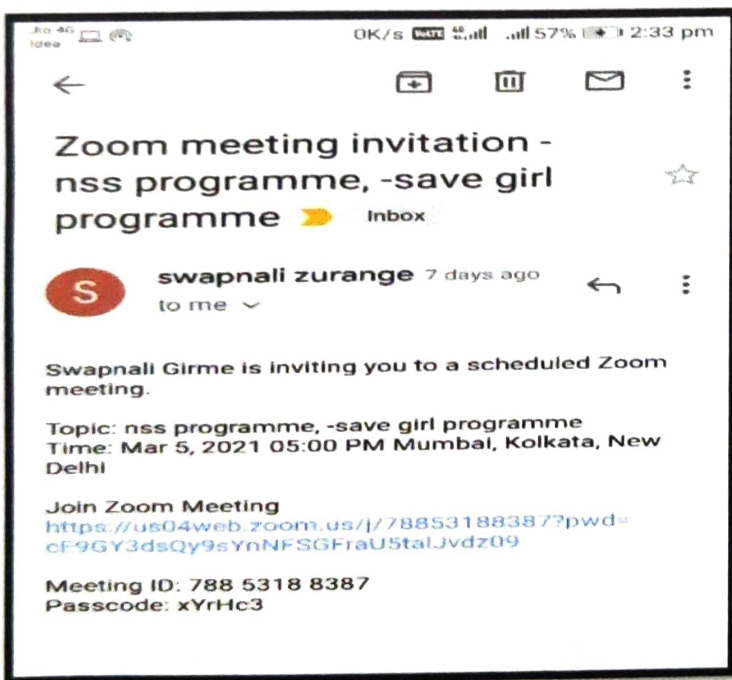 Jio 4G
Idea
0K/s VoLTE 4G 57% 2:33 pm
Zoom meeting invitation -
nss programme, -save girl
programme Inbox
S
swapnali zurange 7 days ago
to me
Swapnali Girme is inviting you to a scheduled Zoom
meeting.
Topic: nss programme, -save girl programme
Time: Mar 5, 2021 05:00 PM Mumbai, Kolkata, New
Delhi
Join Zoom Meeting
https://us04web.zoom.us/j/78853188387?pwd=
Meeting ID: 788 5318 8387
Passcode: xYrHc3